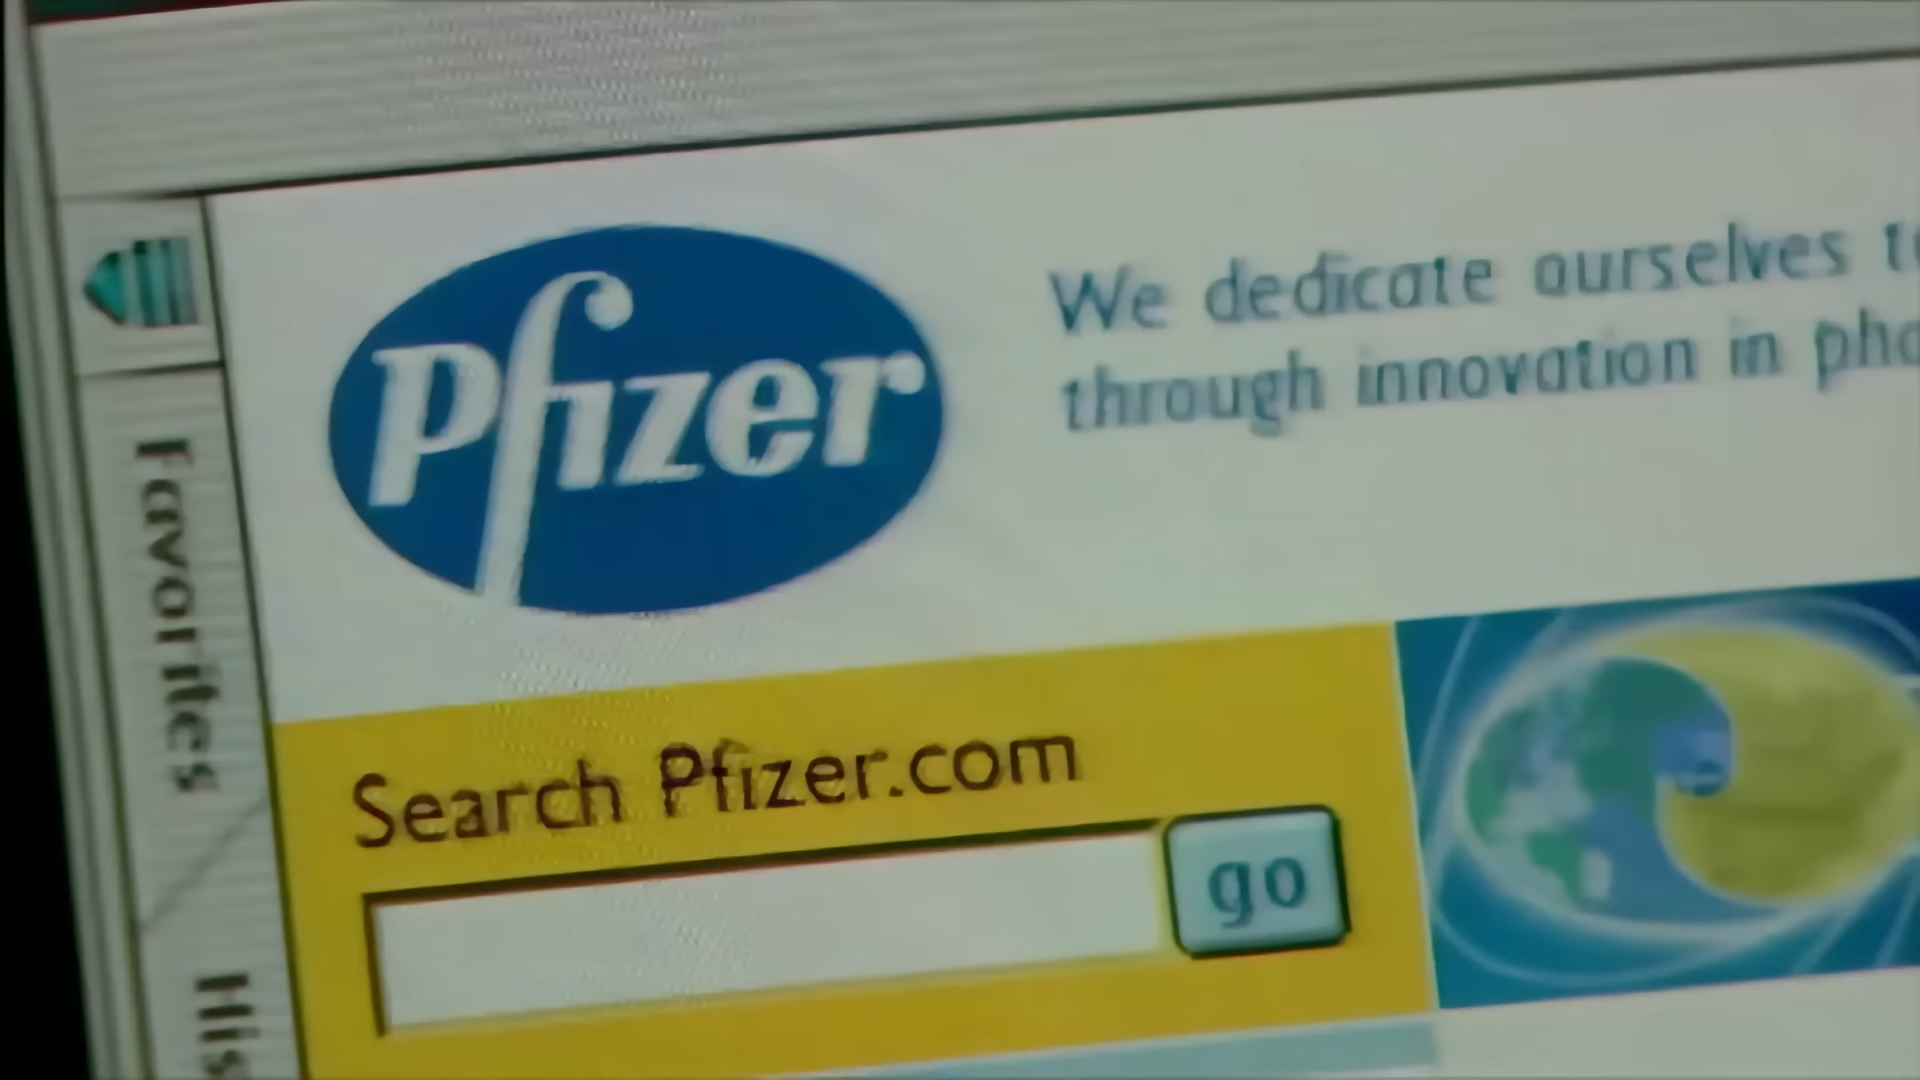 Pfizer
We dedicate ourselves
through innovation in
Favorites
Search Pfizer.com
go